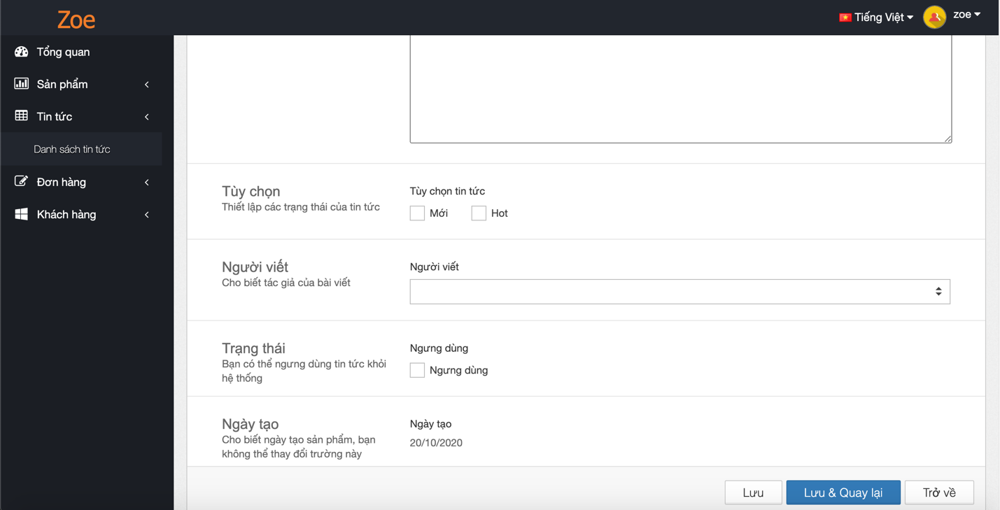 Zoe
Tiếng Việt
zoe
Tổng quan
Sản phẩm
Tin tức
Danh sách tin tức
Đơn hàng
Khách hàng
Tùy chọn
Thiết lập các trạng thái của tin tức
Tùy chọn tin tức
Mới
Hot
Người viết
Cho biết tác giả của bài viết
Người viết
Trạng thái
Bạn có thể ngưng dùng tin tức khỏi
hệ thống
Ngưng dùng
Ngưng dùng
Ngày tạo
Cho biết ngày tạo sản phẩm, bạn
không thể thay đổi trường này
Ngày tạo
20/10/2020
Lưu
Lưu & Quay lại
Trở về